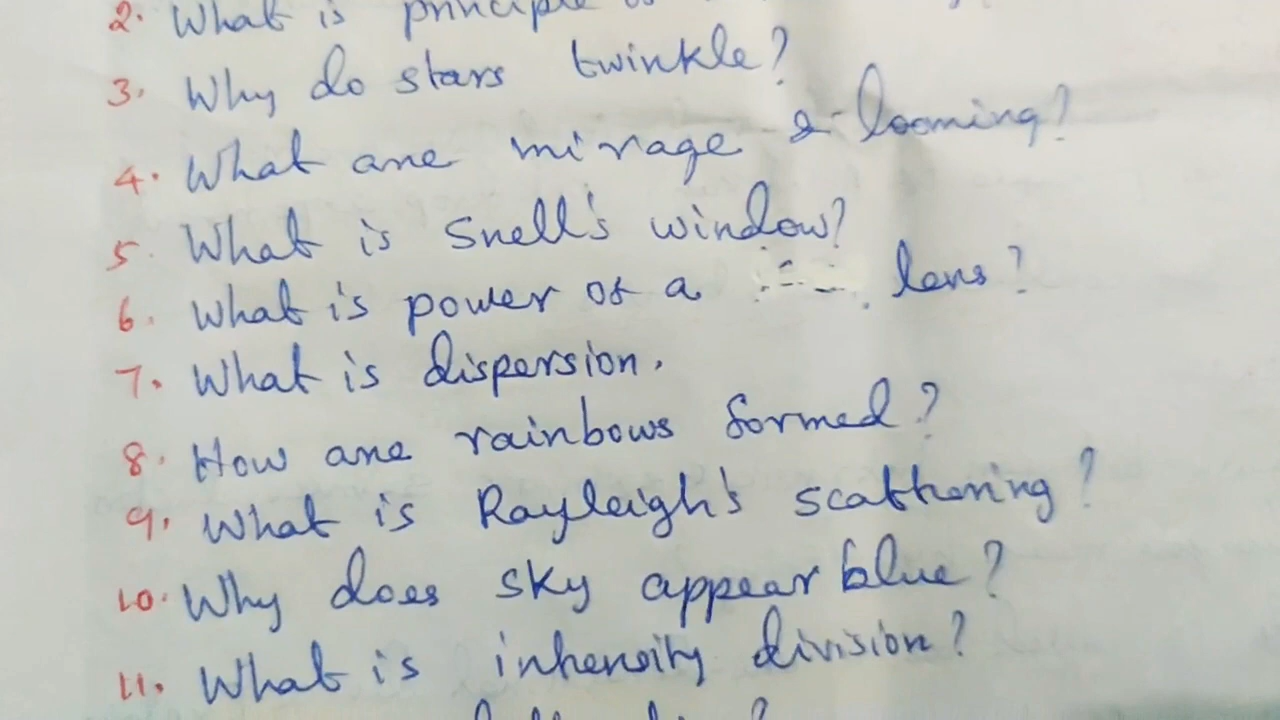 2. What is principle
3. Why do stars twinkle?
4. What are mirage & looming?
5. What is Snell's window?
6. What is power of a lens?
7. What is dispersion.
8. How are rainbows formed?
9. What is Rayleigh's scattering?
10. Why does sky appear blue?
11. What is intensity division?